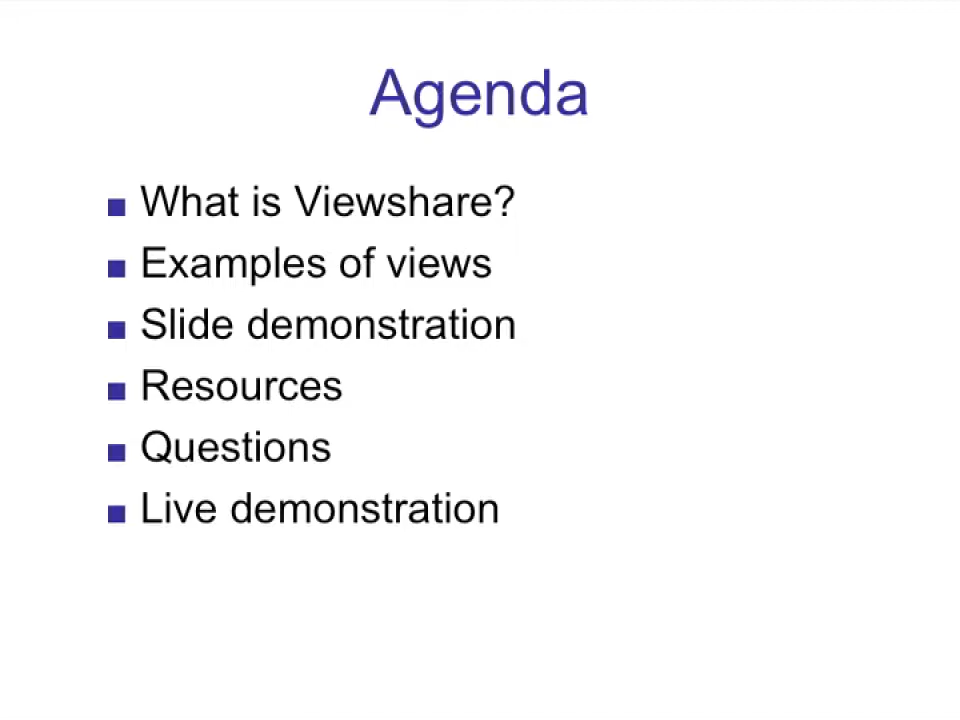 Agenda
■ What is Viewshare?
■ Examples of views
■ Slide demonstration
■ Resources
■ Questions
■ Live demonstration